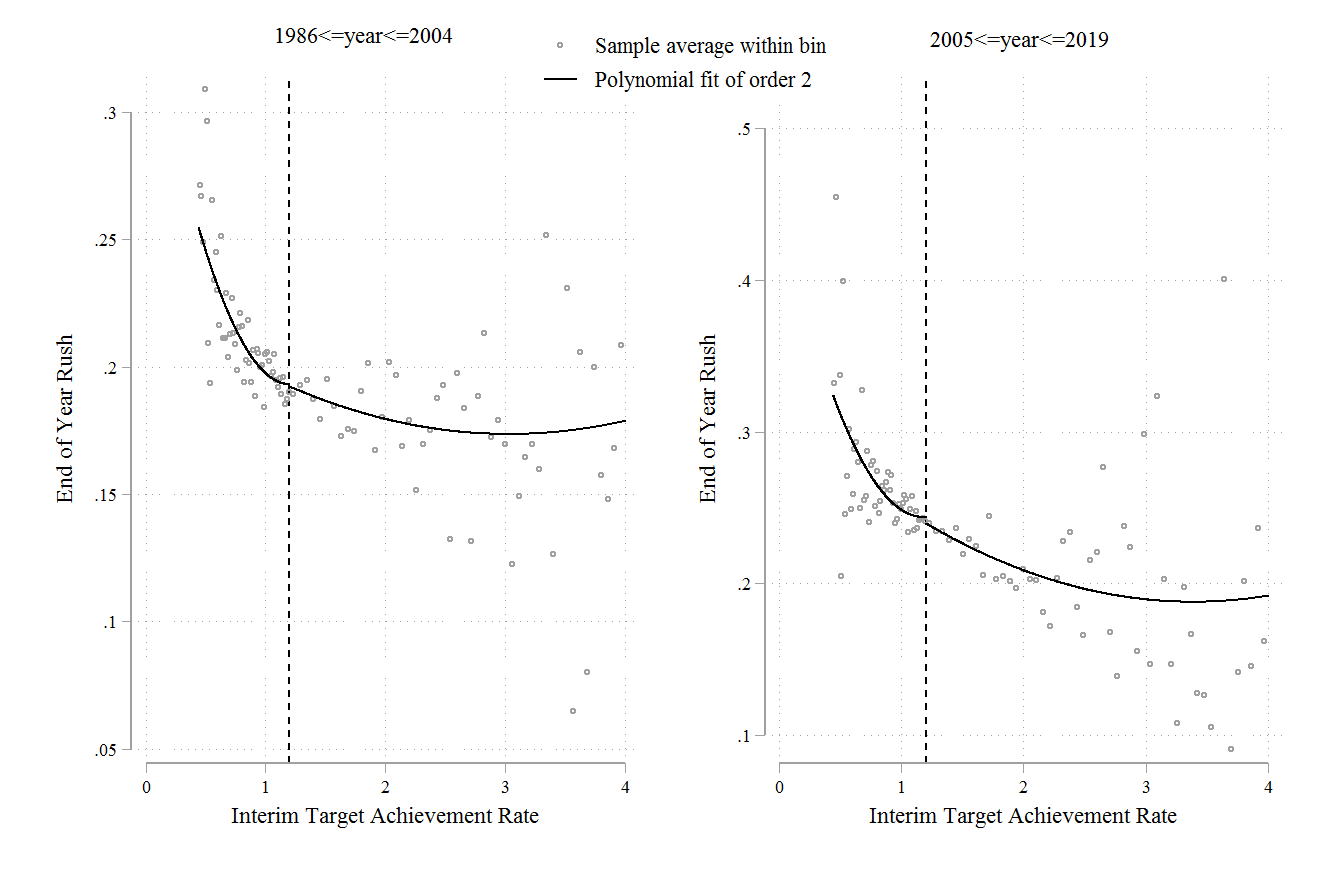 1986<=year<=2004
Sample average within bin
Polynomial fit of order 2
2005<=year<=2019
End of Year Rush
.3
.25
.2
.15
.1
.05
0 1 2 3 4
Interim Target Achievement Rate
End of Year Rush
.5
.4
.3
.2
.1
0 1 2 3 4
Interim Target Achievement Rate